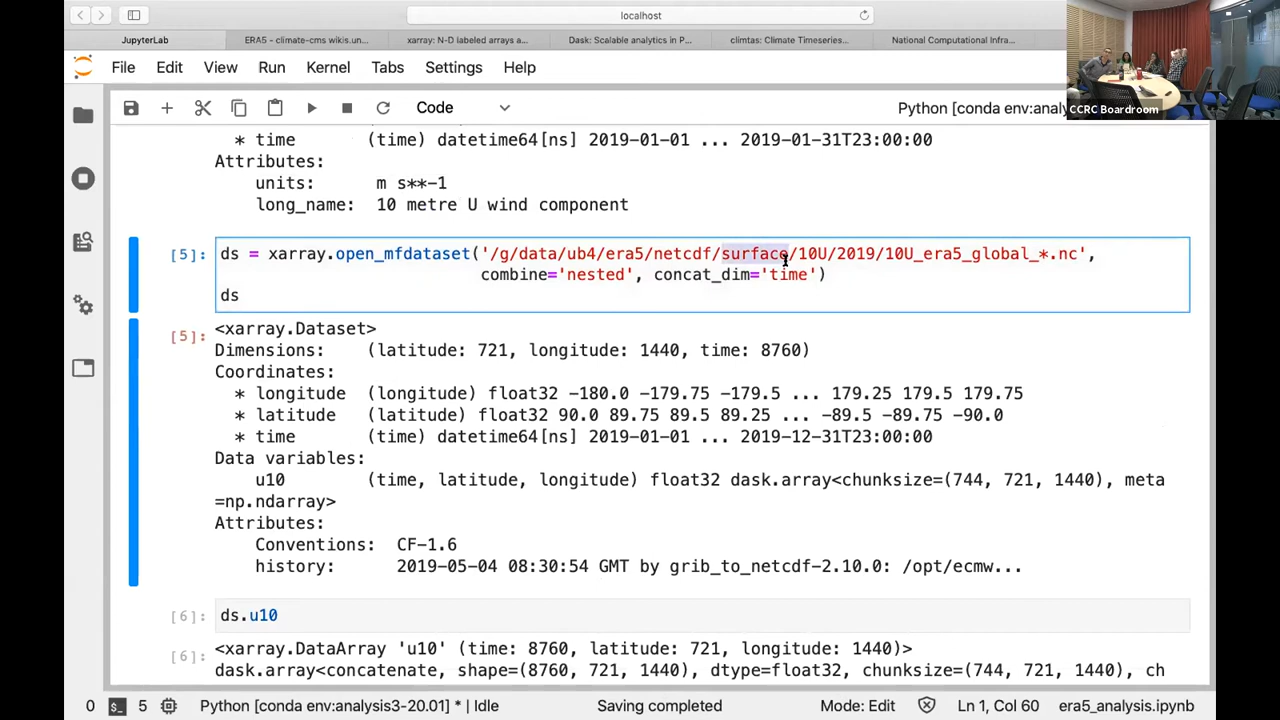 localhost
JupyterLab
ERA5 - climate-cms wikis.un...
xarray: N-D labeled arrays a...
Dask: Scalable analytics in P...
climtas: Climate Timeseries...
National Computational Infra...
CCRC Boardroom
File Edit View Run Kernel Tabs Settings Help
Code
Python [conda env:analy
* time (time) datetime64[ns] 2019-01-01 ... 2019-01-31T23:00:00
Attributes:
units: m s**-1
long_name: 10 metre U wind component
[5]: ds = xarray.open_mfdataset('/g/data/ub4/era5/netcdf/surface/10U/2019/10U_era5_global_*.nc',
combine='nested', concat_dim='time')
ds
[5]: <xarray.Dataset>
Dimensions: (latitude: 721, longitude: 1440, time: 8760)
Coordinates:
* longitude (longitude) float32 -180.0 -179.75 -179.5 ... 179.25 179.5 179.75
* latitude (latitude) float32 90.0 89.75 89.5 89.25 ... -89.5 -89.75 -90.0
* time (time) datetime64[ns] 2019-01-01 ... 2019-12-31T23:00:00
Data variables:
u10 (time, latitude, longitude) float32 dask.array<chunksize=(744, 721, 1440), meta
=np.ndarray>
Attributes:
Conventions: CF-1.6
history: 2019-05-04 08:30:54 GMT by grib_to_netcdf-2.10.0: /opt/ecmw...
[6]: ds.u10
[6]: <xarray.DataArray 'u10' (time: 8760, latitude: 721, longitude: 1440)>
dask.array<concatenate, shape=(8760, 721, 1440), dtype=float32, chunksize=(744, 721, 1440), ch
0 $_ 5 Python [conda env:analysis3-20.01] * | Idle Saving completed Mode: Edit Ln 1, Col 60 era5_analysis.ipynb